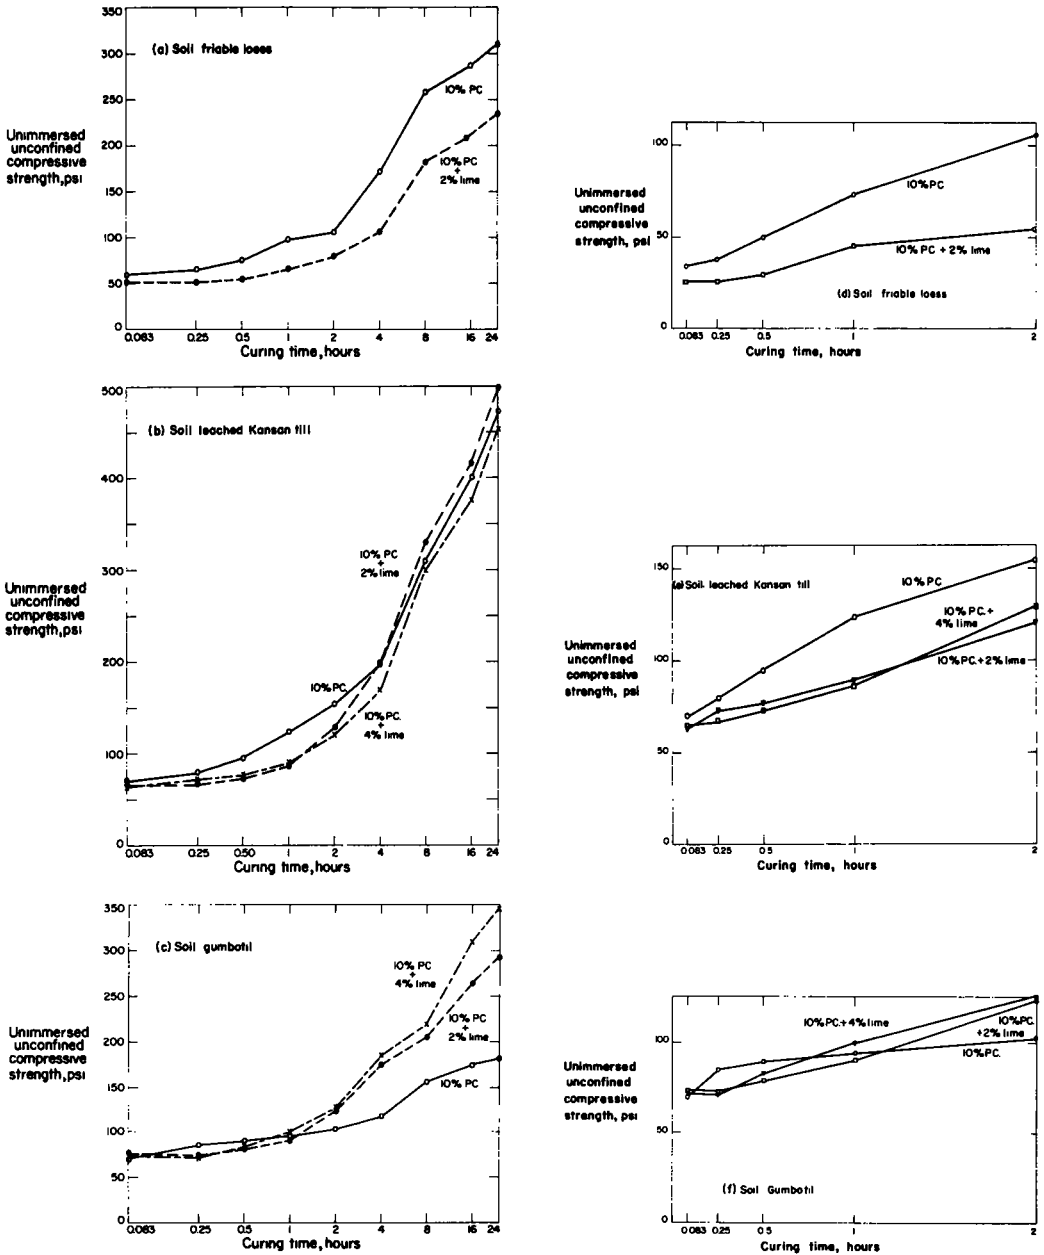 350
(a) Soil friable loess
300
250
10% PC
200
Unimmersed
unconfined
compressive
strength, psi
10% PC
+
2% lime
150
100
50
0
0.083 0.25 0.5 1 2 4 8 16 24
Curing time, hours
100
10% PC
Unimmersed
unconfined
compressive
strength, psi
50
10% PC + 2% lime
(d) Soil friable loess
0
0.083 0.25 0.5 1 2
Curing time, hours
500
(b) Soil leached Kansan till
400
10% PC
+
2% lime
300
Unimmersed
unconfined
compressive
strength, psi
200
10% PC.
10% PC.
+
4% lime
100
0
0.083 0.25 0.50 1 2 4 8 16 24
Curing time, hours
150
(e) Soil leached Kansan till
10% PC
10% PC. +
4% lime
Unimmersed
unconfined
compressive
strength, psi
100
10% PC. + 2% lime
50
0
0.083 0.25 0.5 1 2
Curing time, hours
350
(c) Soil gumbotil
300
10% PC
+
4% lime
250
10% PC
+
2% lime
200
Unimmersed
unconfined
compressive
strength, psi
10% PC
150
100
50
0
0.083 0.25 0.5 1 2 4 8 16 24
Curing time, hours
10% PC. + 4% lime
10% PC.
+ 2% lime
100
10% PC.
Unimmersed
unconfined
compressive
strength, psi
50
(f) Soil Gumbotil
0
0.083 0.25 0.5 1 2
Curing time, hours